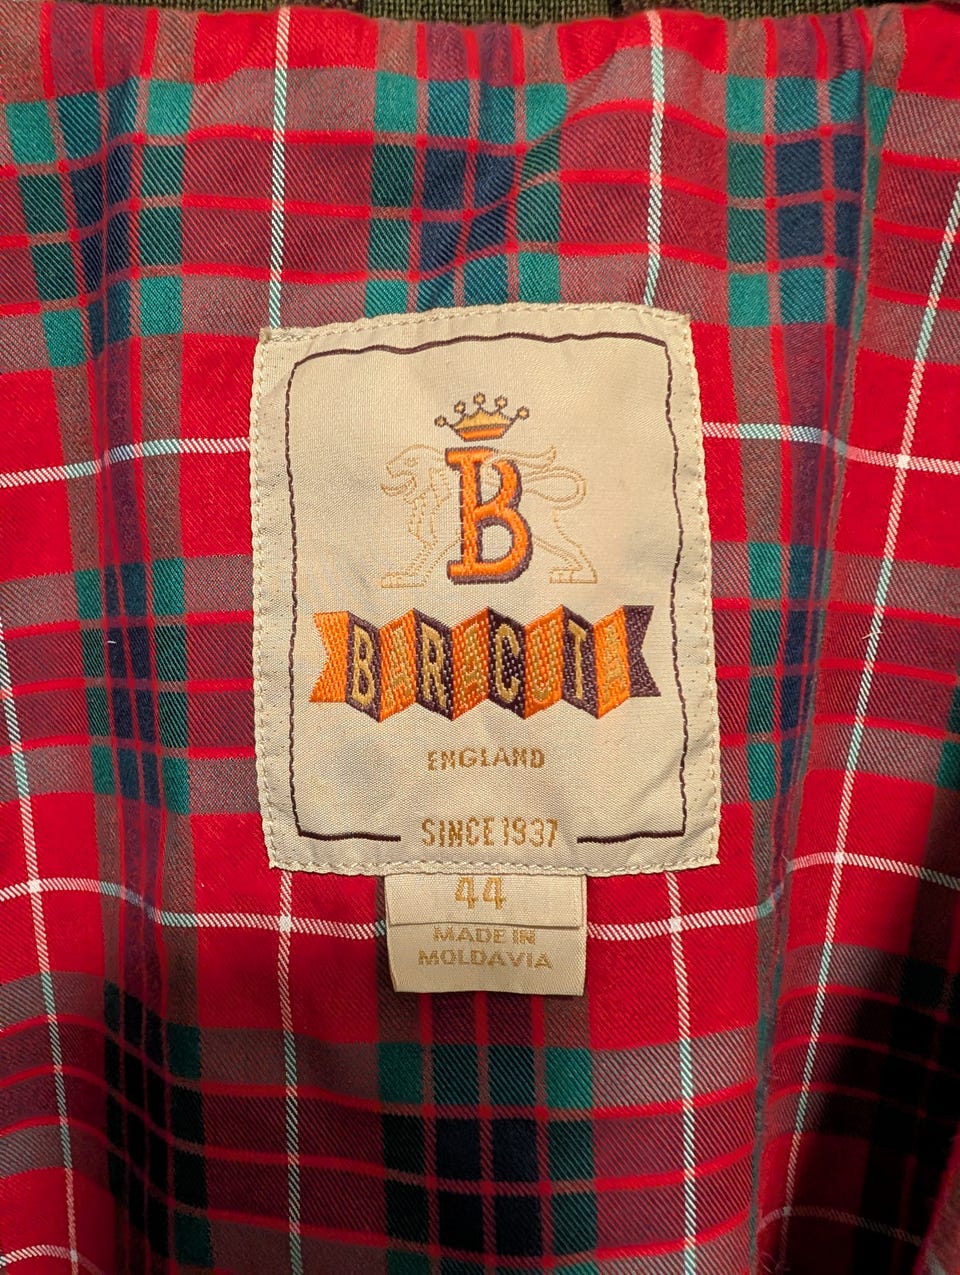 B
BARACUTA
ENGLAND
SINCE 1937
44
MADE IN
MOLDAVIA